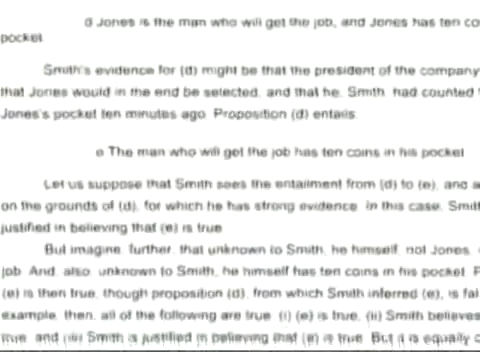 d Jones is the man who will get the job, and Jones has ten co
pocket
Smith's evidence for (d) might be that the president of the company
that Jones would in the end be selected, and that he, Smith, had counted
Jones's pocket ten minutes ago. Proposition (d) entails:
e The man who will get the job has ten coins in his pocket
Let us suppose that Smith sees the entailment from (d) to (e), and a
on the grounds of (d), for which he has strong evidence. In this case, Smit
justified in believing that (e) is true
But imagine, further, that unknown to Smith, he himself, not Jones,
job. And, also, unknown to Smith, he himself has ten coins in his pocket. P
(e) is then true, though proposition (d), from which Smith inferred (e), is fal
example, then, all of the following are true: (i) (e) is true, (ii) Smith believes
true, and (iii) Smith is justified in believing that (e) is true. But it is equally c